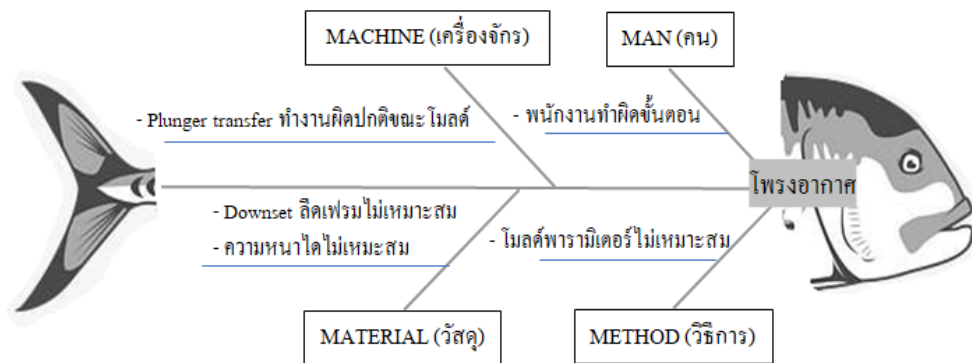 MACHINE (เครื่องจักร)
MAN (คน)
- Plunger transfer ทำงานผิดปกติขณะโมลด์
- พนักงานทำผิดขั้นตอน
โพรงอากาศ
- Downset ลีดเฟรมไม่เหมาะสม
- ความหนาไดไม่เหมะสม
- โมลด์พารามิเตอร์ไม่เหมาะสม
MATERIAL (วัสดุ)
METHOD (วิธีการ)